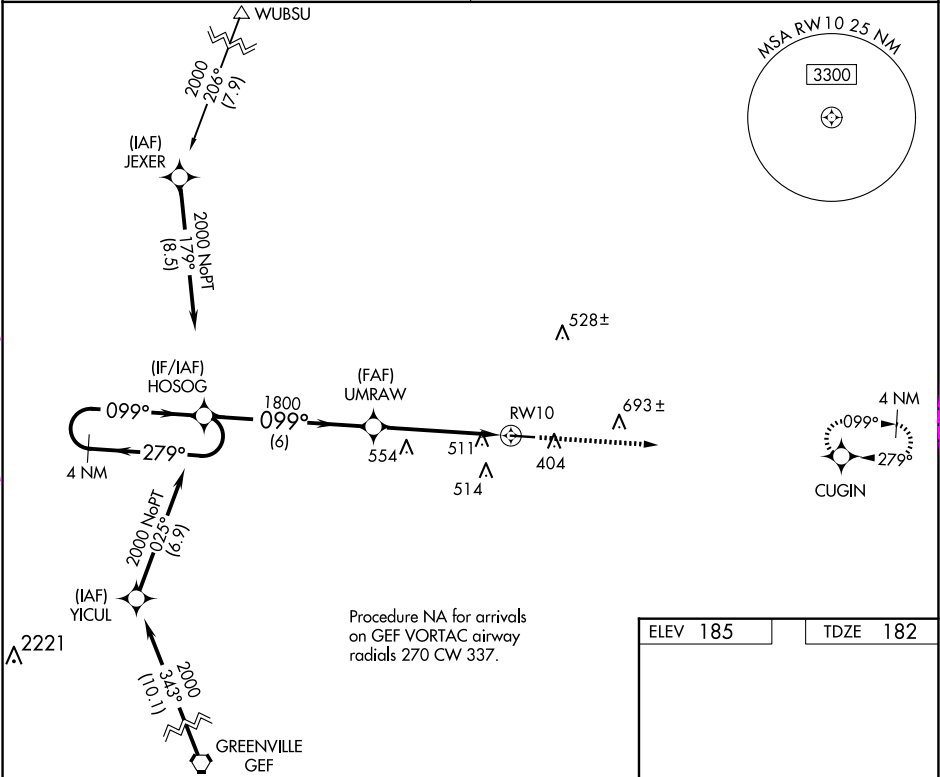 WUBSU
MSA RW10 25 NM
3300
2000
206°
(7.9)
(IAF)
JEXER
2000 NoPT
179°
(8.5)
528±
(IF/IAF)
HOSOG
(FAF)
UMRAW
1800
099°
(6)
099°
279°
4 NM
RW10
693±
554
511
404
514
4 NM
099°
279°
CUGIN
2000 NoPT
025°
(6.9)
(IAF)
YICUL
2221
Procedure NA for arrivals
on GEF VORTAC airway
radials 270 CW 337.
ELEV 185
TDZE 182
2000
343°
(10.1)
GREENVILLE
GEF